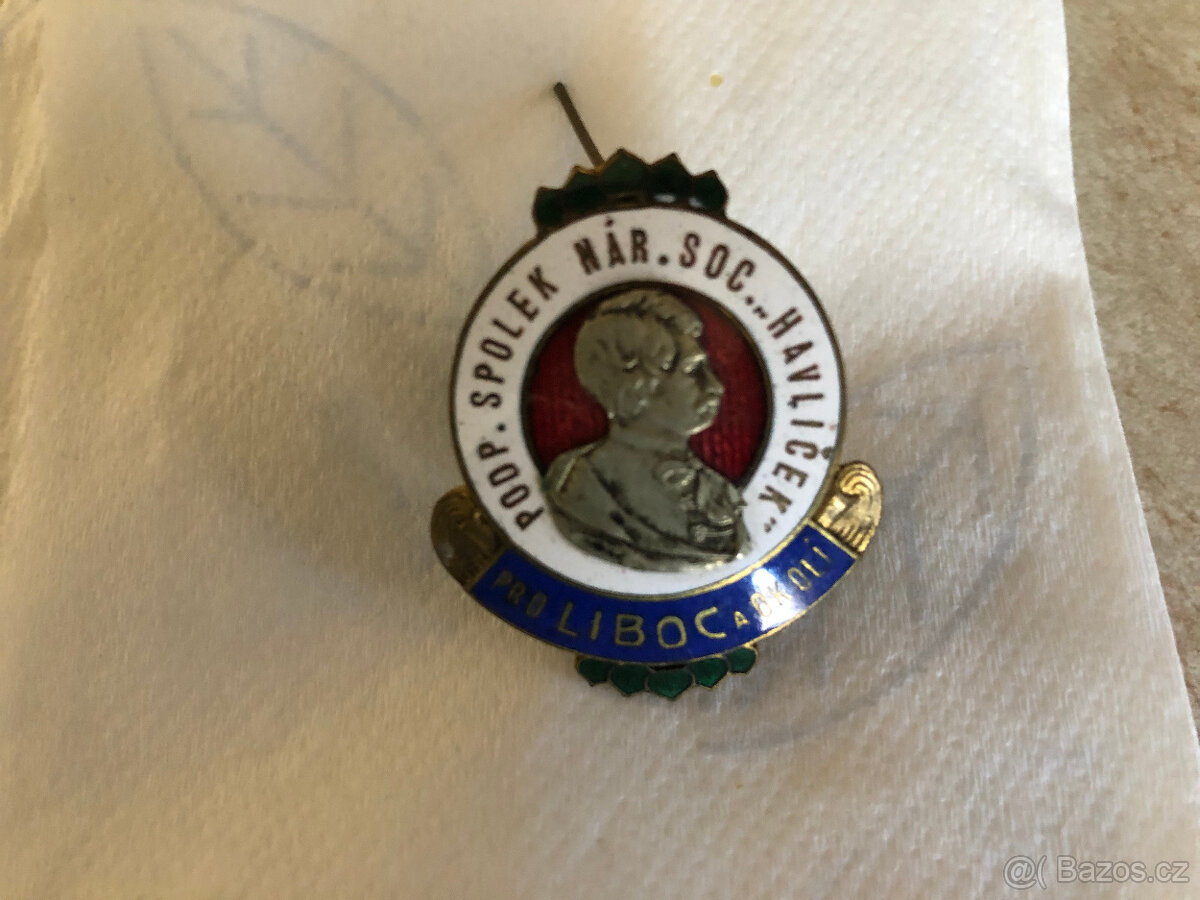 PODP. SPOLEK NÁR. SOC. „HAVLÍČEK“
PRO LIBOC A OKOLÍ
@( Bazos.cz